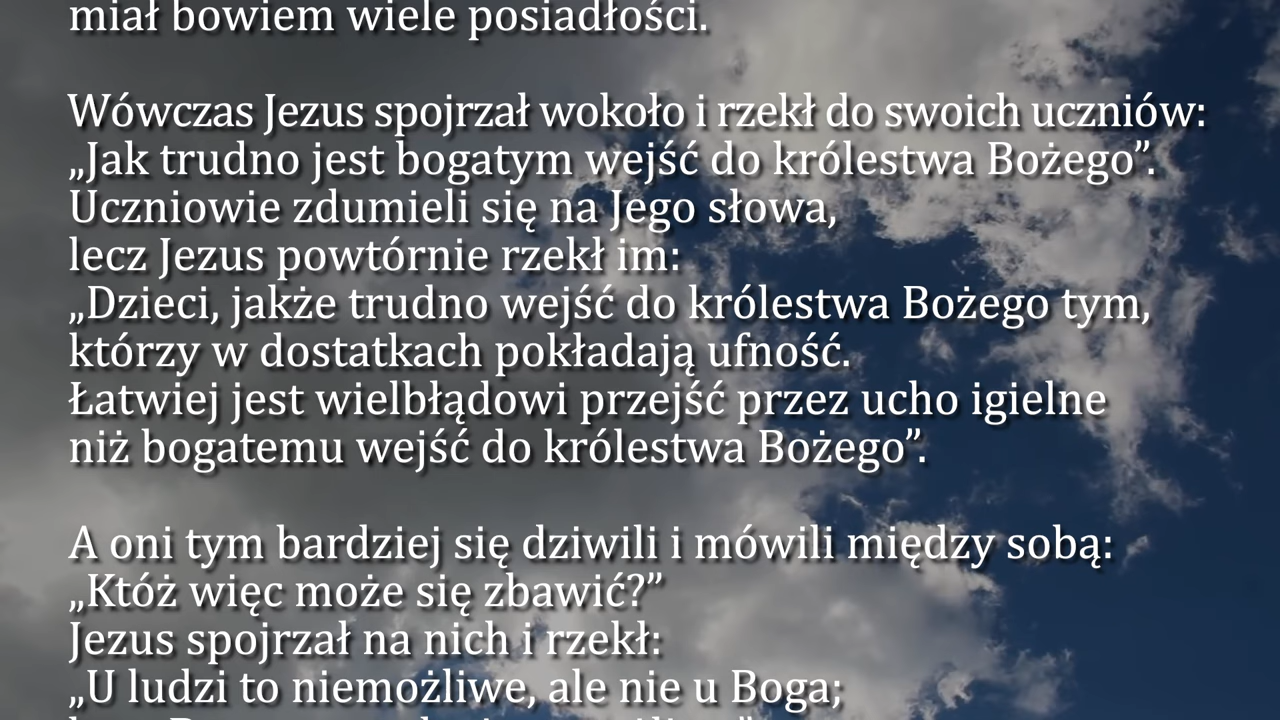 miał bowiem wiele posiadłości.
Wówczas Jezus spojrzał wokoło i rzekł do swoich uczniów:
„Jak trudno jest bogatym wejść do królestwa Bożego”.
Uczniowie zdumieli się na Jego słowa,
lecz Jezus powtórnie rzekł im:
„Dzieci, jakże trudno wejść do królestwa Bożego tym,
którzy w dostatkach pokładają ufność.
Łatwiej jest wielbłądowi przejść przez ucho igielne
niż bogatemu wejść do królestwa Bożego”.
A oni tym bardziej się dziwili i mówili między sobą:
„Któż więc może się zbawić?”
Jezus spojrzał na nich i rzekł:
„U ludzi to niemożliwe, ale nie u Boga;